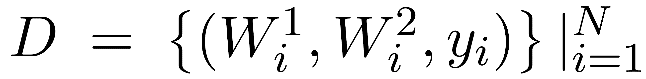 D = {(W_i^1, W_i^2, y_i)} |_{i=1}^N